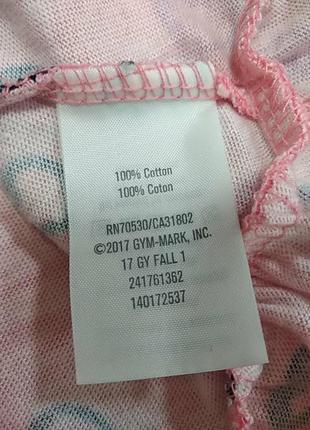 100% Cotton
100% Coton
RN70530/CA31802
©2017 GYM-MARK, INC.
17 GY FALL 1
241761362
140172537